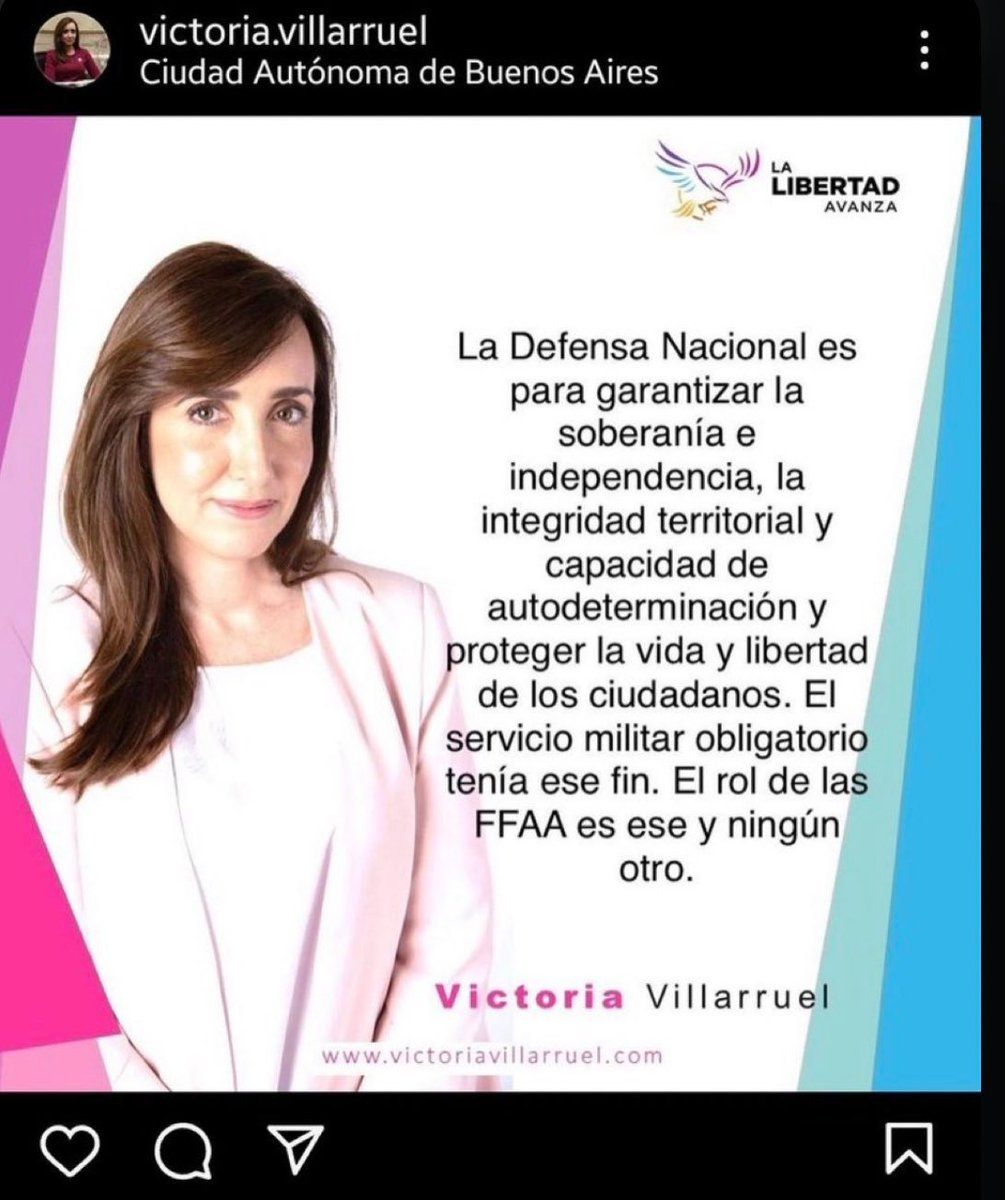 victoria.villarruel
Ciudad Autónoma de Buenos Aires
LA
LIBERTAD
AVANZA
La Defensa Nacional es
para garantizar la
soberanía e
independencia, la
integridad territorial y
capacidad de
autodeterminación y
proteger la vida y libertad
de los ciudadanos. El
servicio militar obligatorio
tenía ese fin. El rol de las
FFAA es ese y ningún
otro.
Victoria Villarruel
www.victoriavillarruel.com